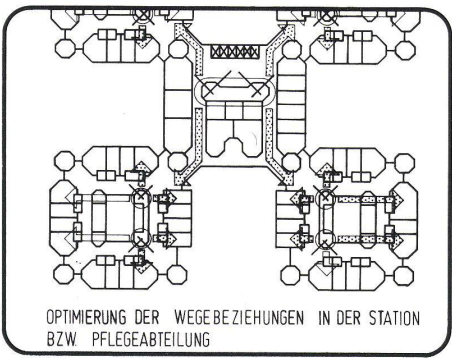 OPTIMIERUNG DER WEGEBEZIEHUNGEN IN DER STATION
BZW. PFLEGEABTEILUNG